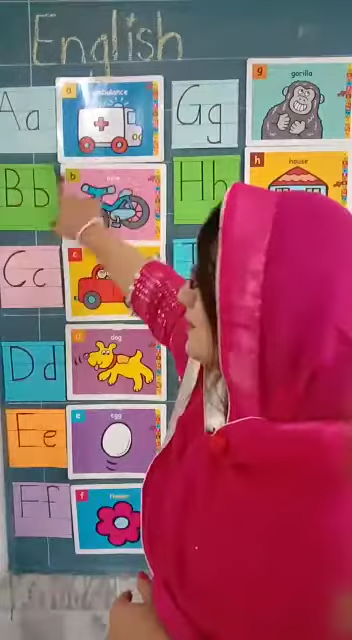 English
Aa
a
ambulance
Gg
g
gorilla
Bb
b
Hh
h
house
Cc
c
Dd
d
dog
Ee
e
egg
Ff
f
flower